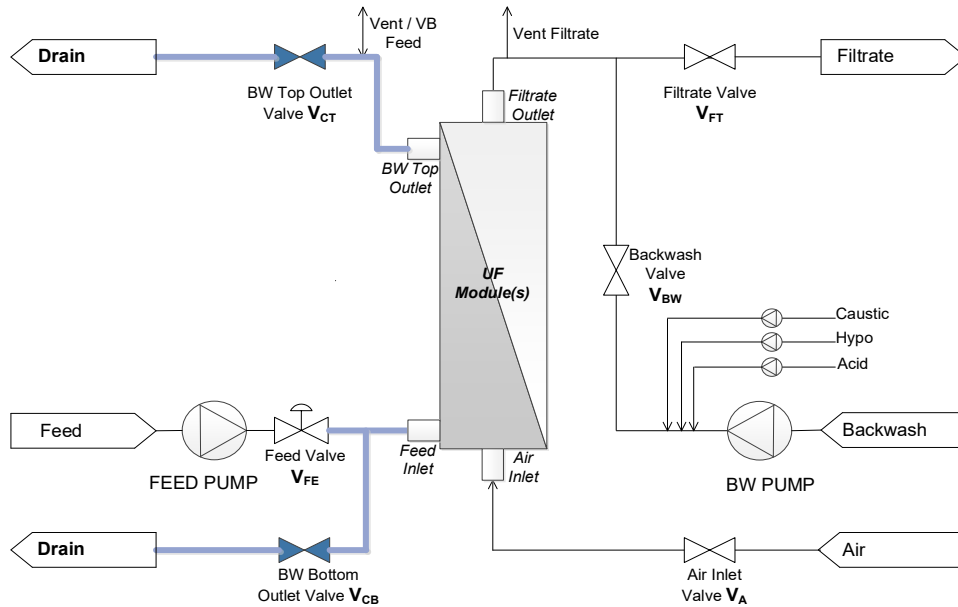 Drain
Vent / VB
Feed
Vent Filtrate
Filtrate
BW Top Outlet
Valve VCT
Filtrate
Outlet
Filtrate Valve
VFT
BW Top
Outlet
UF
Module(s)
Backwash
Valve
VBW
Caustic
Hypo
Acid
Feed
FEED PUMP
Feed Valve
VFE
Feed
Inlet
Air
Inlet
BW PUMP
Backwash
Drain
BW Bottom
Outlet Valve VCB
Air Inlet
Valve VA
Air